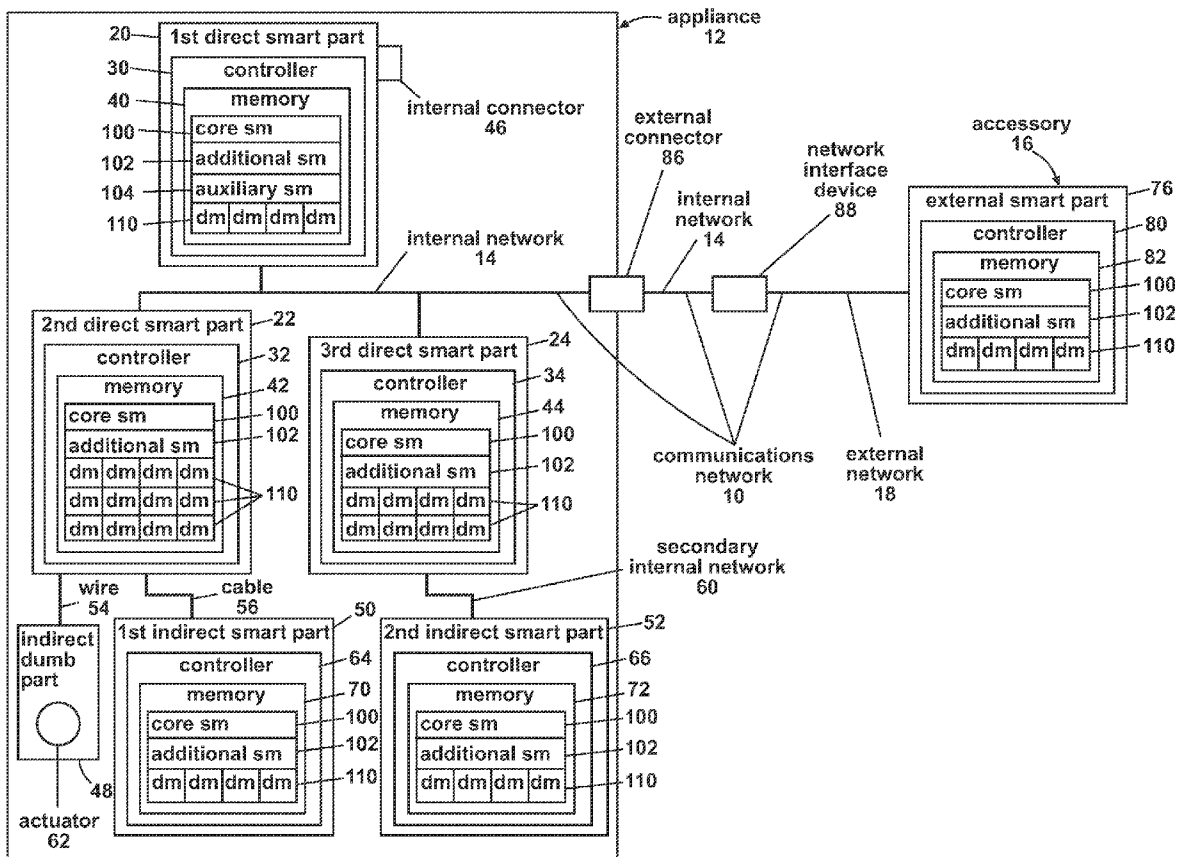 appliance
12
20
1st direct smart part
30
controller
40
memory
100
core sm
102
additional sm
104
auxiliary sm
110
dm dm dm dm
internal connector
46
internal network
14
external
connector
86
internal
network
14
network
interface
device
88
accessory
16
external smart part
76
controller
80
memory
82
core sm
100
additional sm
102
dm dm dm dm
110
2nd direct smart part
22
controller
32
memory
42
core sm
100
additional sm
102
dm dm dm dm
dm dm dm dm
110
dm dm dm dm
3rd direct smart part
24
controller
34
memory
44
core sm
100
additional sm
102
dm dm dm dm
110
dm dm dm dm
communications
network
10
external
network
18
secondary
internal network
60
wire
54
cable
56
indirect
dumb
part
48
actuator
62
1st indirect smart part
50
controller
64
memory
70
core sm
100
additional sm
102
dm dm dm dm
110
2nd indirect smart part
52
controller
66
memory
72
core sm
100
additional sm
102
dm dm dm dm
110